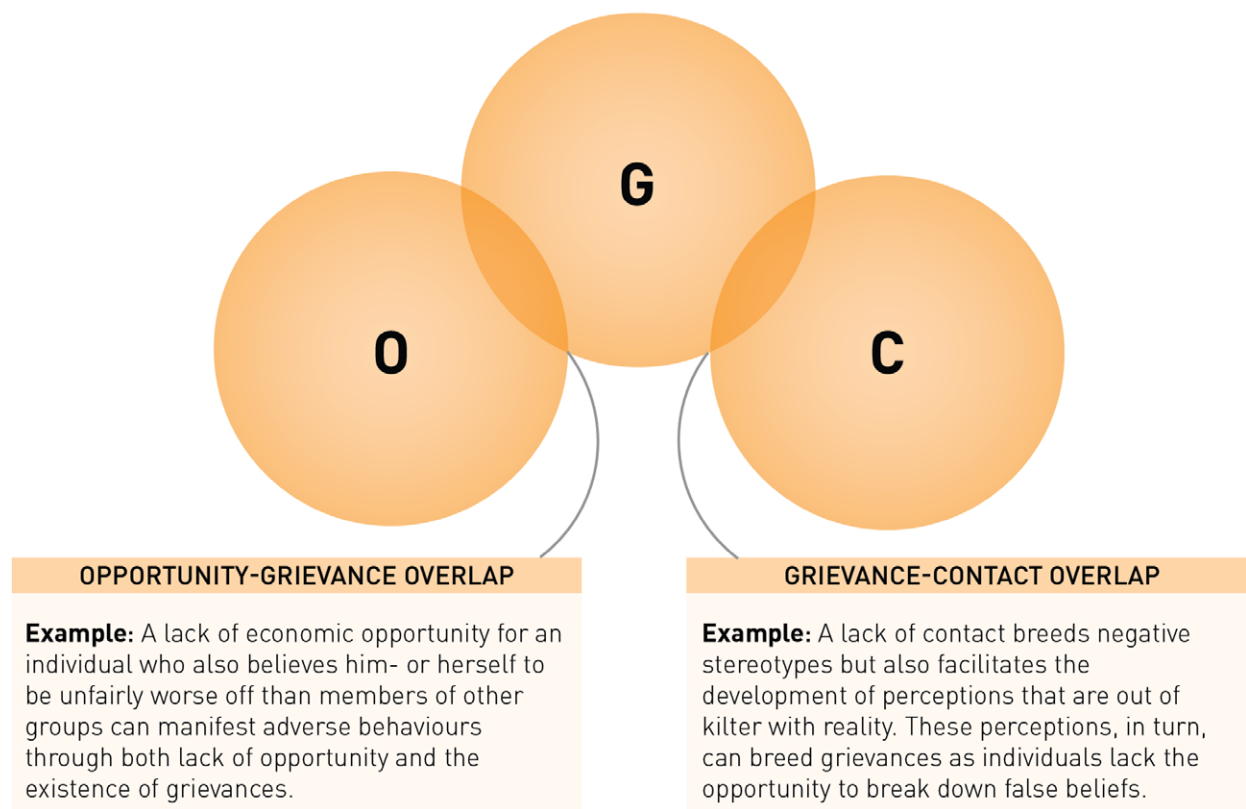 G
O
C
OPPORTUNITY-GRIEVANCE OVERLAP
Example: A lack of economic opportunity for an
individual who also believes him- or herself to
be unfairly worse off than members of other
groups can manifest adverse behaviours
through both lack of opportunity and the
existence of grievances.
GRIEVANCE-CONTACT OVERLAP
Example: A lack of contact breeds negative
stereotypes but also facilitates the
development of perceptions that are out of
kilter with reality. These perceptions, in turn,
can breed grievances as individuals lack the
opportunity to break down false beliefs.